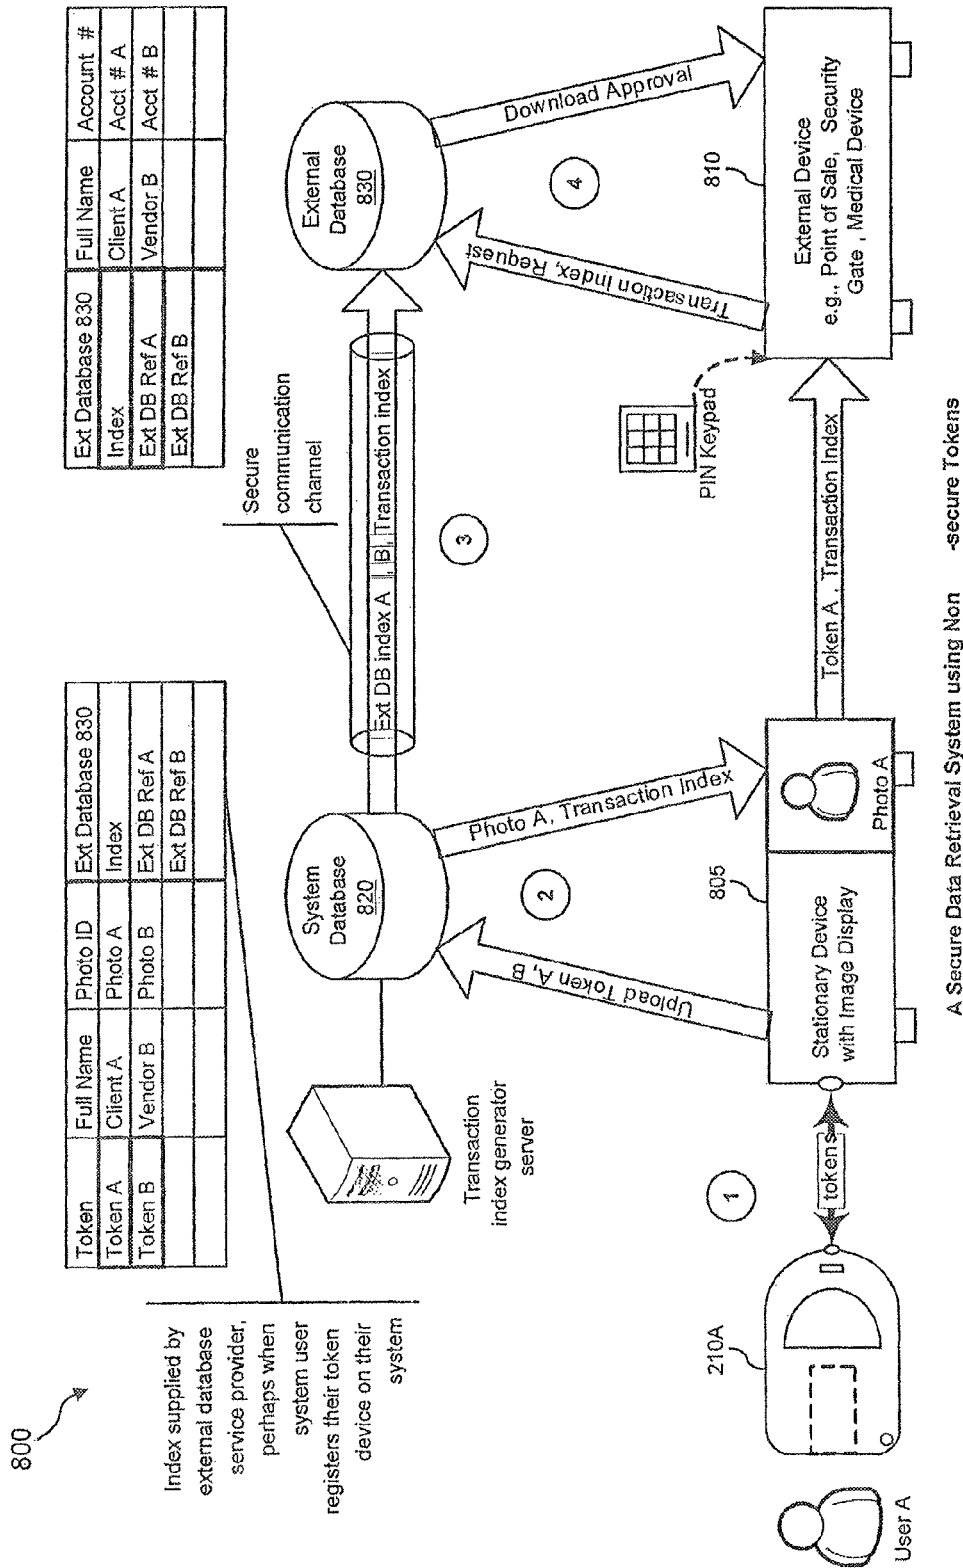 800
Index supplied by
external database
service provider,
perhaps when
system user
registers their token
device on their
system
Token Full Name Photo ID Ext Database 830
Token A Client A Photo A Index
Token B Vendor B Photo B Ext DB Ref A
Ext DB Ref B
Ext Database 830 Full Name Account #
Index Client A Acct # A
Ext DB Ref A Vendor B Acct # B
Ext DB Ref B
Secure
communication
channel
Transaction
index generator
server
System
Database
820
Ext DB index A , B, Transaction index
3
External
Database
830
Upload Token A, B
2
Photo A, Transaction Index
Transaction Index, Request
4
Download Approval
PIN Keypad
User A
210A
1
tokens
805
Stationary Device
with Image Display
Photo A
Token A , Transaction Index
810
External Device
e.g., Point of Sale, Security
Gate , Medical Device
A Secure Data Retrieval System using Non -secure Tokens